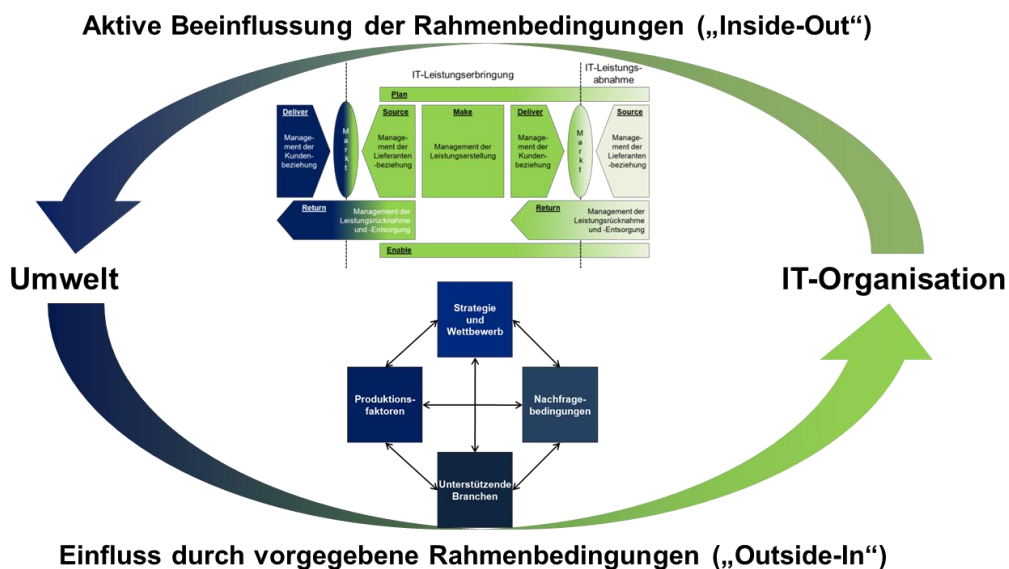 Aktive Beeinflussung der Rahmenbedingungen („Inside-Out“)
IT-Leistungserbringung
IT-Leistungs-
abnahme
Plan
Deliver
Manage-
ment der
Kunden-
beziehung
Markt
Source
Manage-
ment der
Lieferanten
-beziehung
Make
Management der
Leistungserstellung
Deliver
Manage-
ment der
Kunden-
beziehung
Markt
Source
Manage-
ment der
Lieferanten
-beziehung
Return
Management der
Leistungsrücknahme
und -Entsorgung
Return
Management der
Leistungsrücknahme
und -Entsorgung
Enable
Umwelt
IT-Organisation
Strategie
und
Wettbewerb
Produktions-
faktoren
Nachfrage-
bedingungen
Unterstützende
Branchen
Einfluss durch vorgegebene Rahmenbedingungen („Outside-In“)